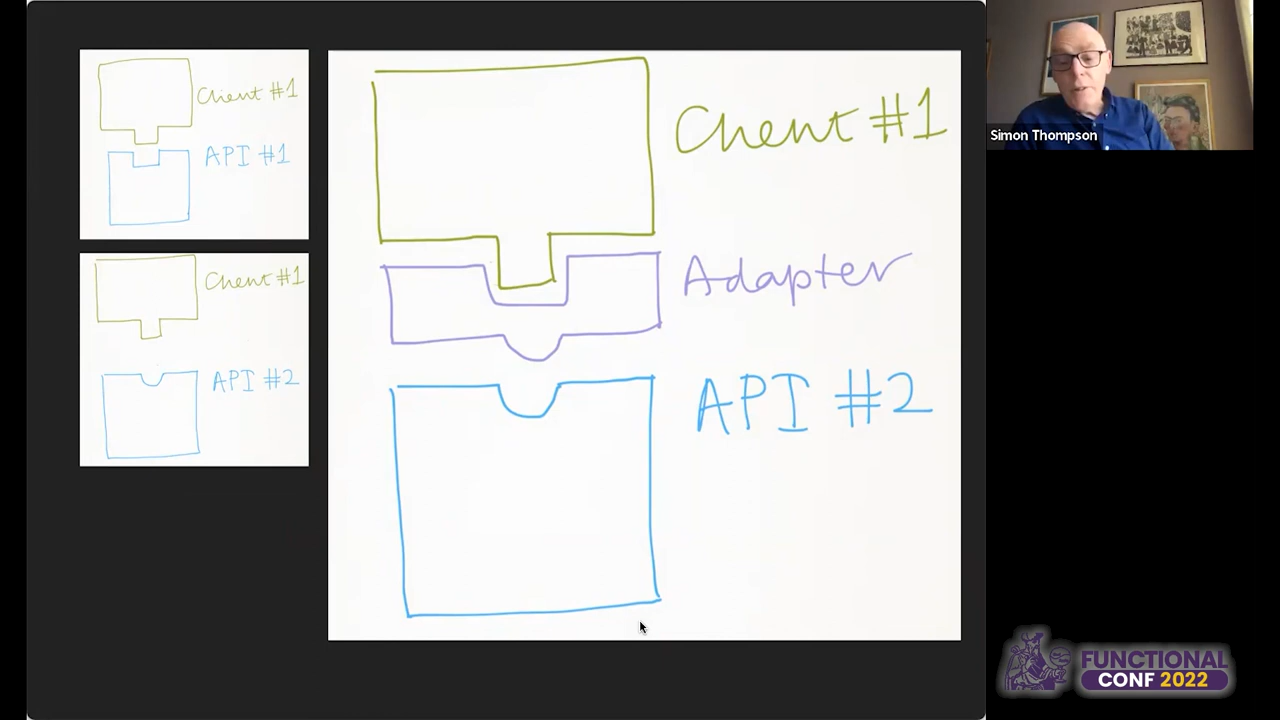 Client #1
API #1
Client #1
API #2
Client #1
Adapter
API #2
Simon Thompson
FUNCTIONAL
CONF 2022